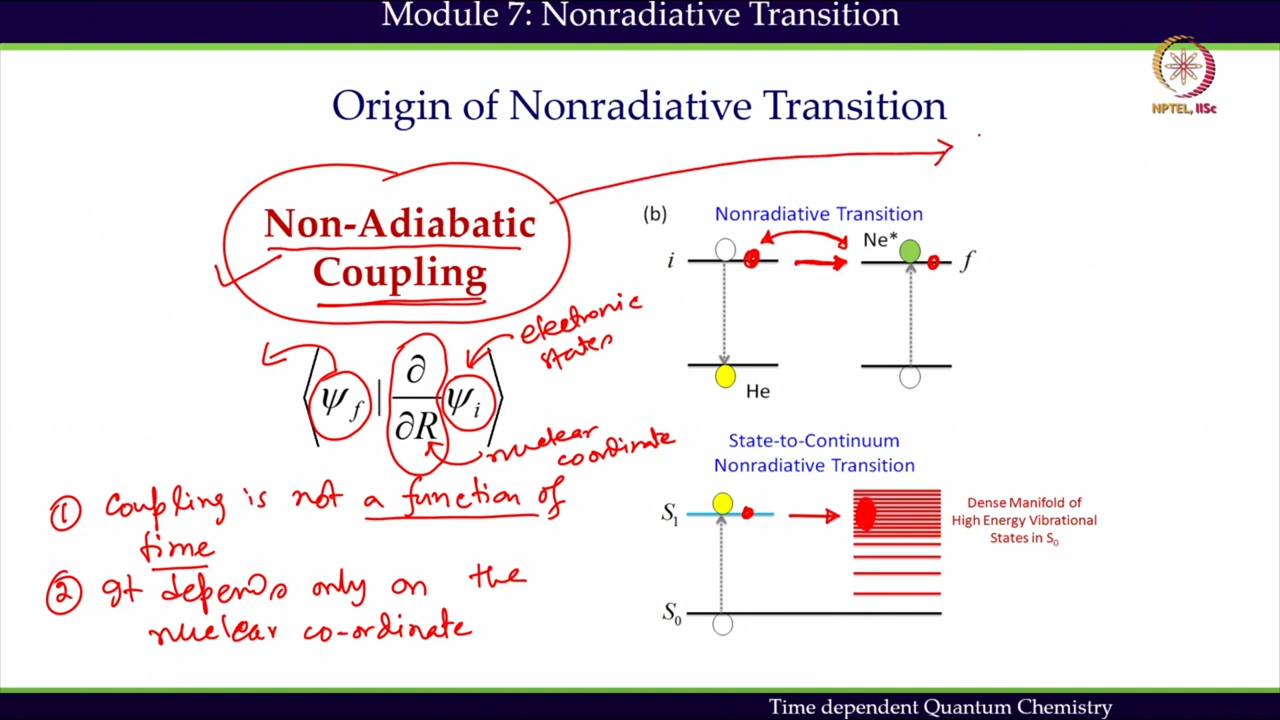 Module 7: Nonradiative Transition
NPTEL, IISc
Origin of Nonradiative Transition
Non-Adiabatic
Coupling
electronic
states
⟨ψf | ∂/∂R ψi⟩
nuclear
coordinate
① Coupling is not a function of
time
② It depends only on the
nuclear co-ordinate
(b) Nonradiative Transition
i Ne* f
He
State-to-Continuum
Nonradiative Transition
S1
Dense Manifold of
High Energy Vibrational
States in S0
S0
Time dependent Quantum Chemistry